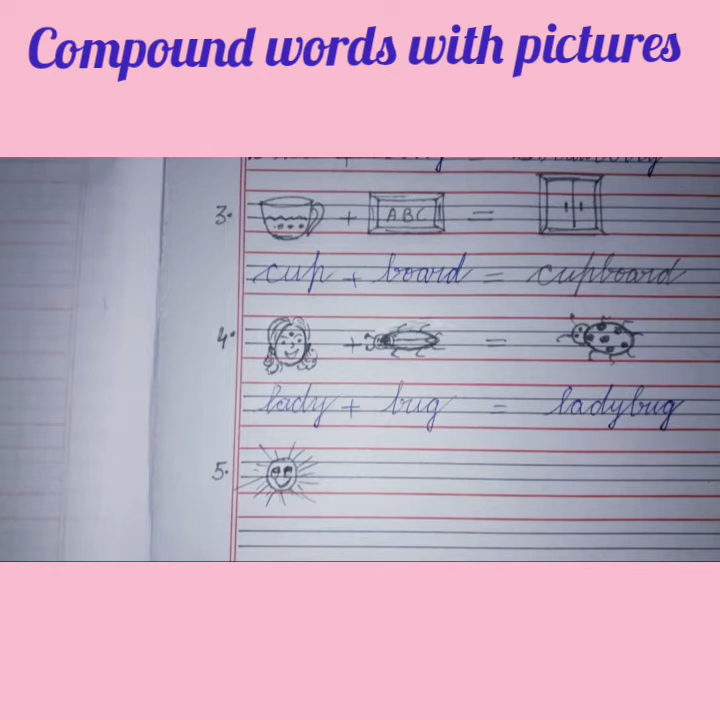 Compound words with pictures
3. + ABC =
cup + board = cupboard
4. + =
lady + bug = ladybug
5.